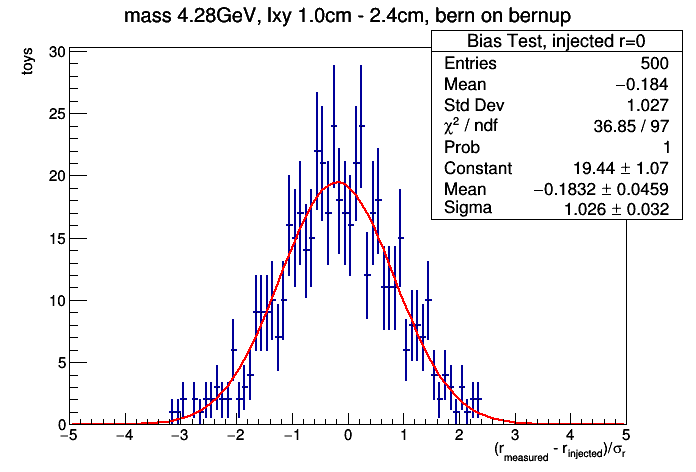 mass 4.28GeV, lxy 1.0cm - 2.4cm, bern on bernup
Bias Test, injected r=0
Entries 500
Mean −0.184
Std Dev 1.027
χ² / ndf 36.85 / 97
Prob 1
Constant 19.44 ± 1.07
Mean −0.1832 ± 0.0459
Sigma 1.026 ± 0.032
toys
30
25
20
15
10
5
0
−5 −4 −3 −2 −1 0 1 2 3 4 5
(r_measured - r_injected)/σ_r